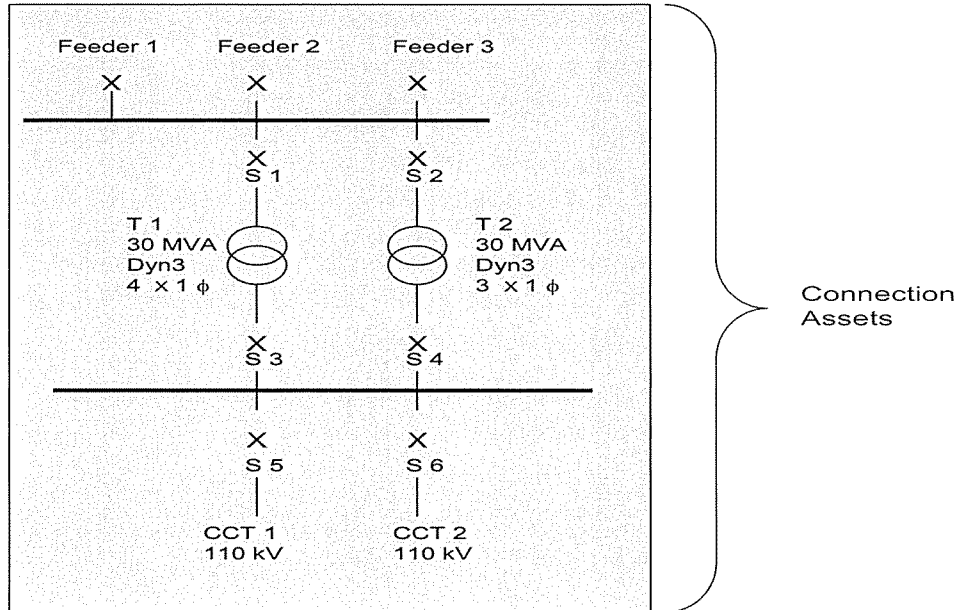 Feeder 1
Feeder 2
Feeder 3
S 1
S 2
T 1
30 MVA
Dyn3
4 x 1 ϕ
T 2
30 MVA
Dyn3
3 x 1 ϕ
Connection
Assets
S 3
S 4
S 5
S 6
CCT 1
110 kV
CCT 2
110 kV